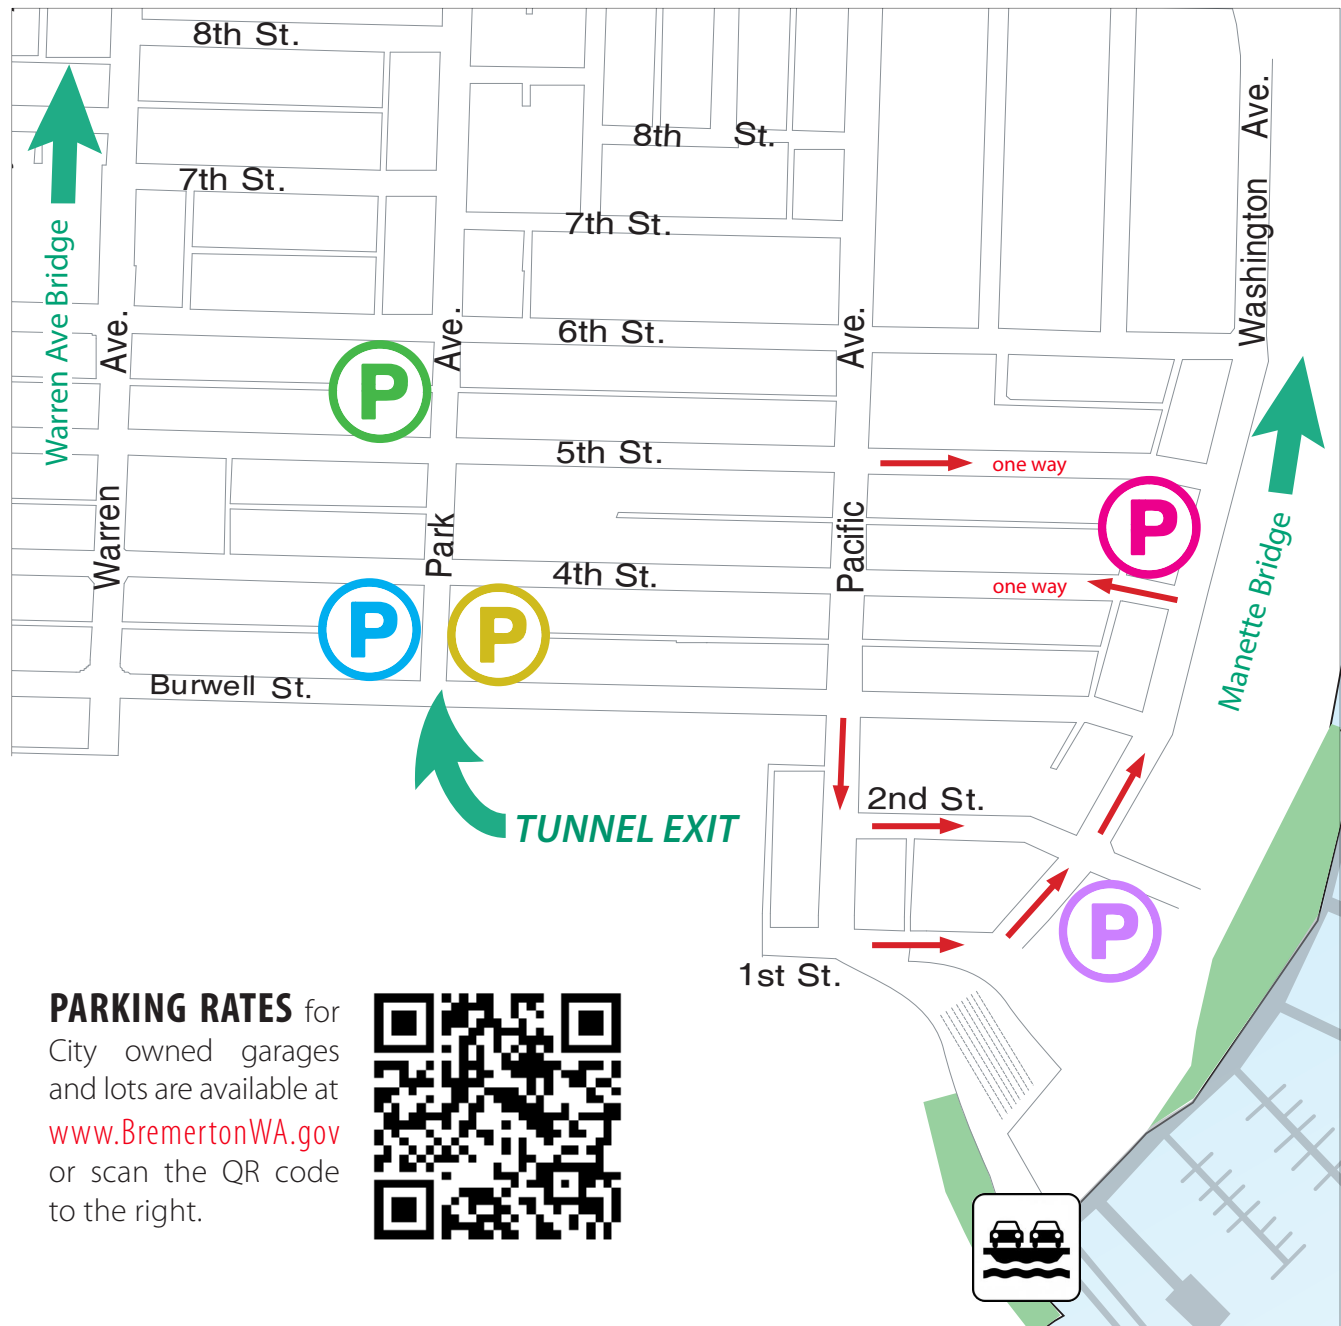 8th St.
8th St.
7th St.
7th St.
Warren Ave Bridge
Washington Ave.
6th St.
Warren Ave.
Park Ave.
Pacific Ave.
P
5th St.
one way
P
4th St.
one way
P
P
Manette Bridge
Burwell St.
2nd St.
TUNNEL EXIT
P
1st St.
PARKING RATES for
City owned garages
and lots are available at
www.BremertonWA.gov
or scan the QR code
to the right.